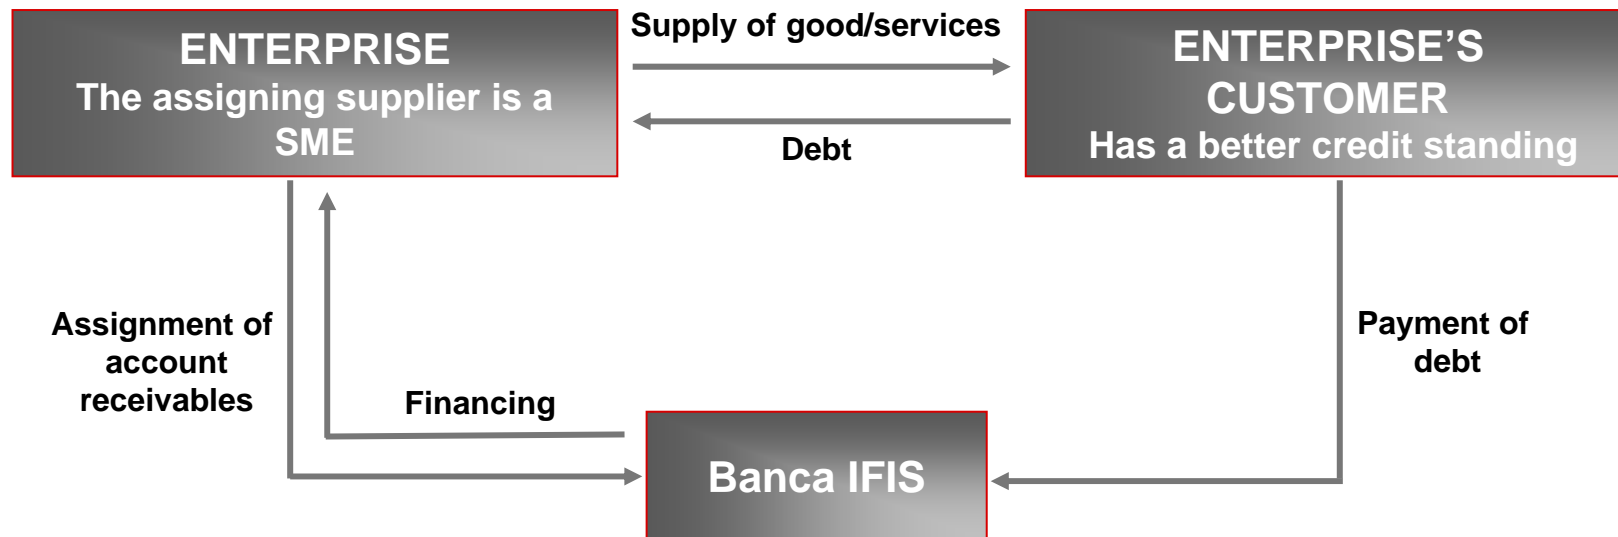 ENTERPRISE
The assigning supplier is a
SME
Supply of good/services
Debt
ENTERPRISE'S
CUSTOMER
Has a better credit standing
Assignment of
account
receivables
Financing
Payment of
debt
Banca IFIS